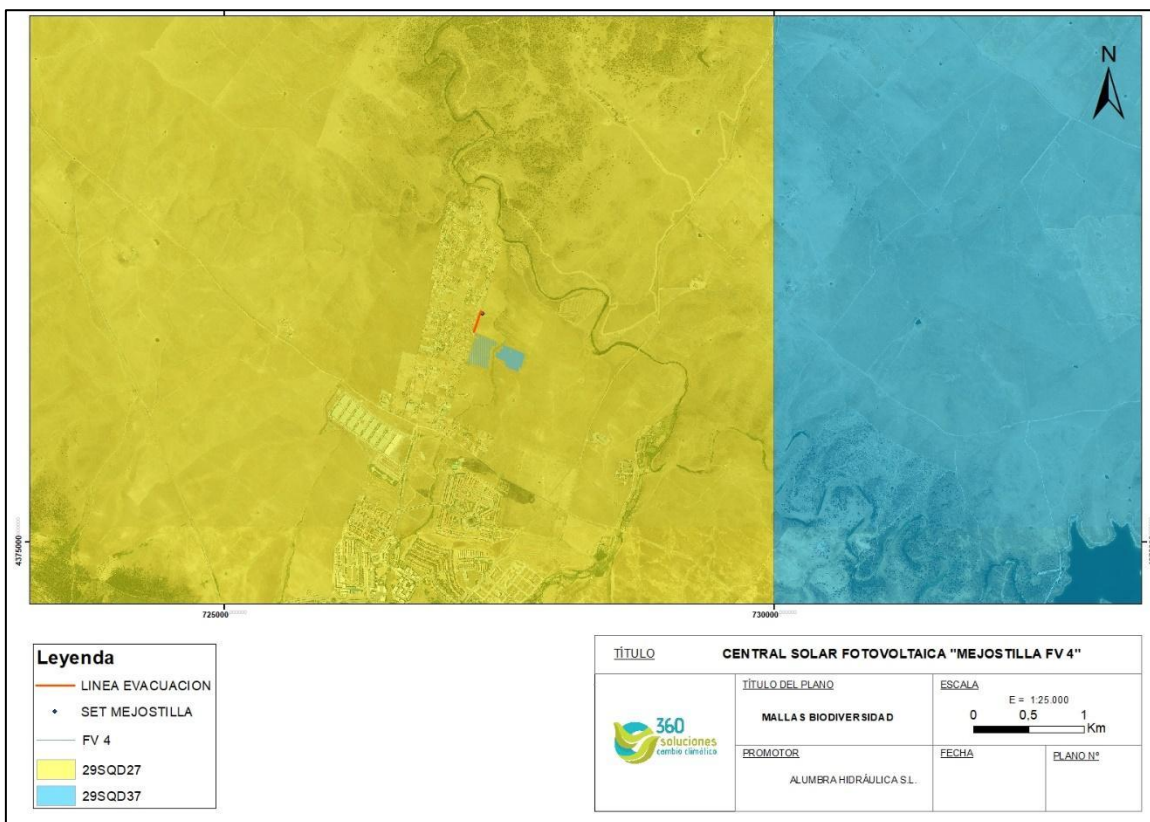 N
4375000
725000
730000
Leyenda
LINEA EVACUACION
SET MEJOSTILLA
FV 4
29SQD27
29SQD37
TÍTULO
CENTRAL SOLAR FOTOVOLTAICA "MEJOSTILLA FV 4"
360
soluciones
cambio climático
TÍTULO DEL PLANO
MALLAS BIODIVERSIDAD
ESCALA
E = 1:25.000
0 0,5 1
Km
PROMOTOR
ALUMBRA HIDRÁULICA S.L.
FECHA
PLANO Nº